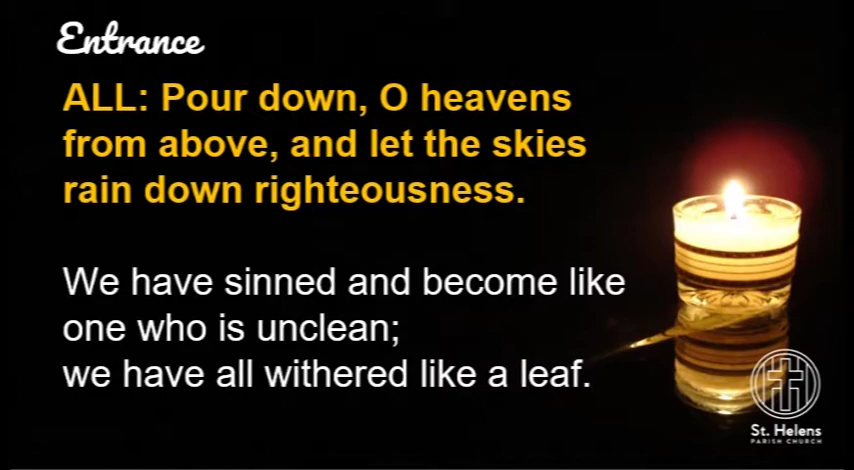 Entrance
ALL: Pour down, O heavens
from above, and let the skies
rain down righteousness.
We have sinned and become like
one who is unclean;
we have all withered like a leaf.
St. Helens
PARISH CHURCH